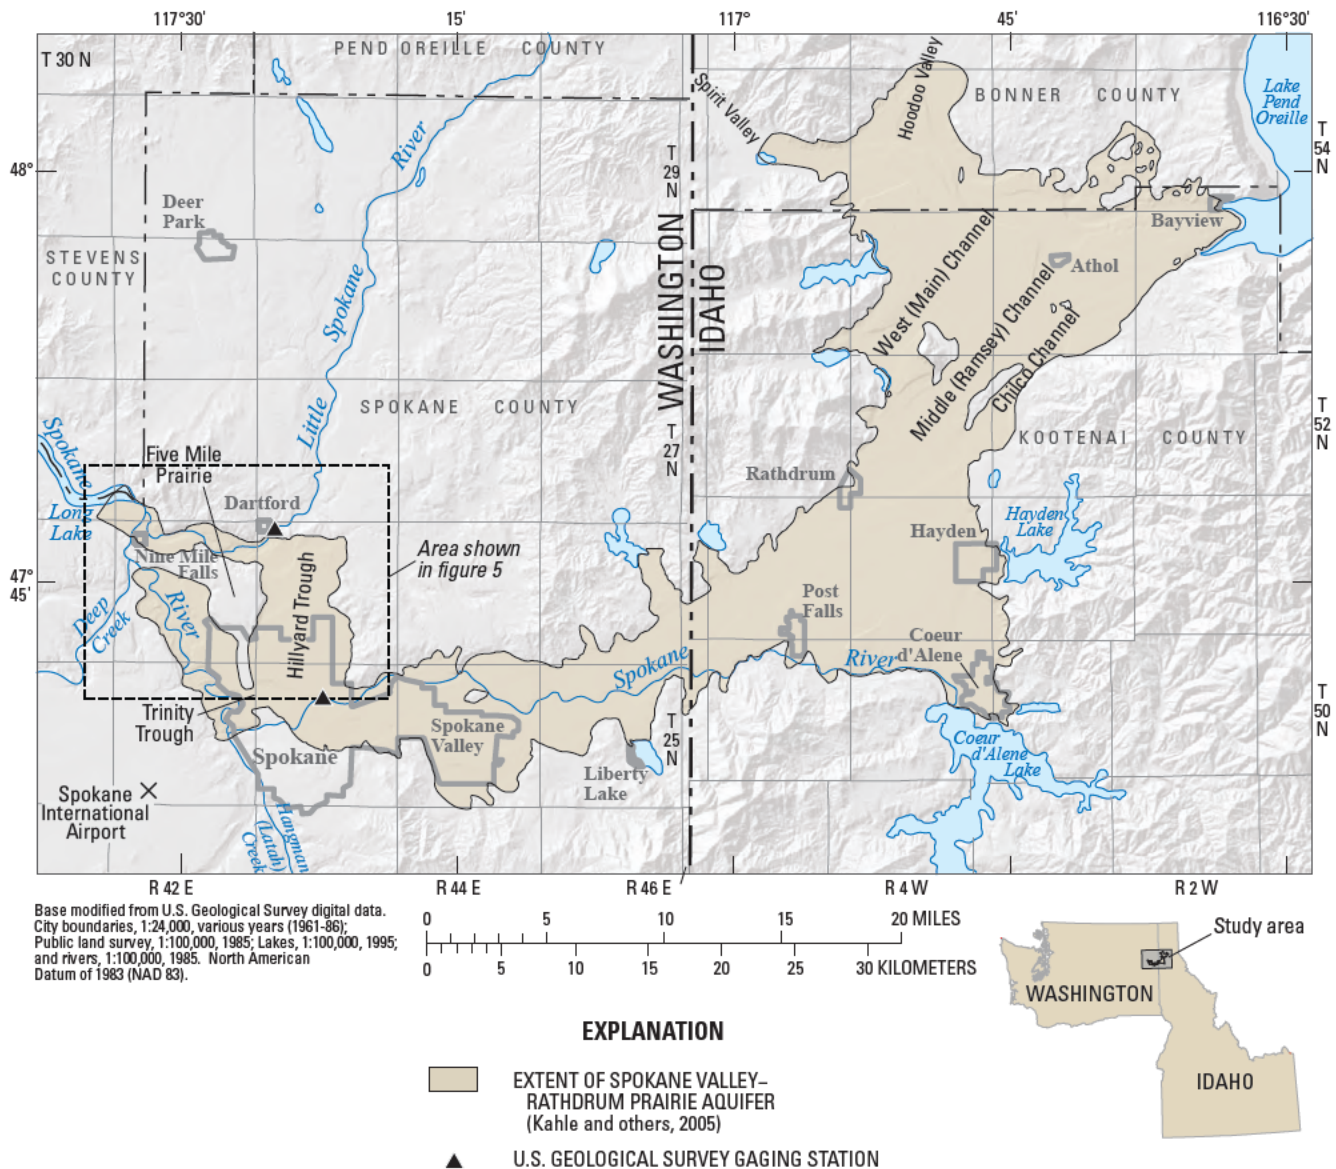 117°30'
15'
117°
45'
116°30'
T 30 N
PEND OREILLE COUNTY
Spirit Valley
Hoodoo Valley
BONNER COUNTY
Lake
Pend
Oreille
T
54
N
48°
River
T
29
N
Deer
Park
Bayview
STEVENS
COUNTY
Spokane
WASHINGTON
IDAHO
West (Main) Channel
Athol
Middle (Ramsey) Channel
Chilco Channel
Little
SPOKANE COUNTY
T
52
N
T
27
N
KOOTENAI COUNTY
Spokane
Five Mile
Prairie
Rathdrum
Long
Lake
Dartford
Hayden
Lake
Hayden
Nine Mile
Falls
Area shown
in figure 5
47°
45'
Hillyard Trough
Deep
Creek
River
Post
Falls
Coeur
d'Alene
Spokane
River
Trinity
Trough
Spokane
Valley
T
25
N
T
50
N
Spokane
Liberty
Lake
Coeur
d'Alene
Lake
Spokane
International
Airport
Hangman
(Latah)
Creek
R 42 E
R 44 E
R 46 E
R 4 W
R 2 W
Base modified from U.S. Geological Survey digital data.
City boundaries, 1:24,000, various years (1961-86);
Public land survey, 1:100,000, 1985; Lakes, 1:100,000, 1995;
and rivers, 1:100,000, 1985. North American
Datum of 1983 (NAD 83).
0 5 10 15 20 MILES
0 5 10 15 20 25 30 KILOMETERS
Study area
WASHINGTON
IDAHO
EXPLANATION
EXTENT OF SPOKANE VALLEY–
RATHDRUM PRAIRIE AQUIFER
(Kahle and others, 2005)
U.S. GEOLOGICAL SURVEY GAGING STATION